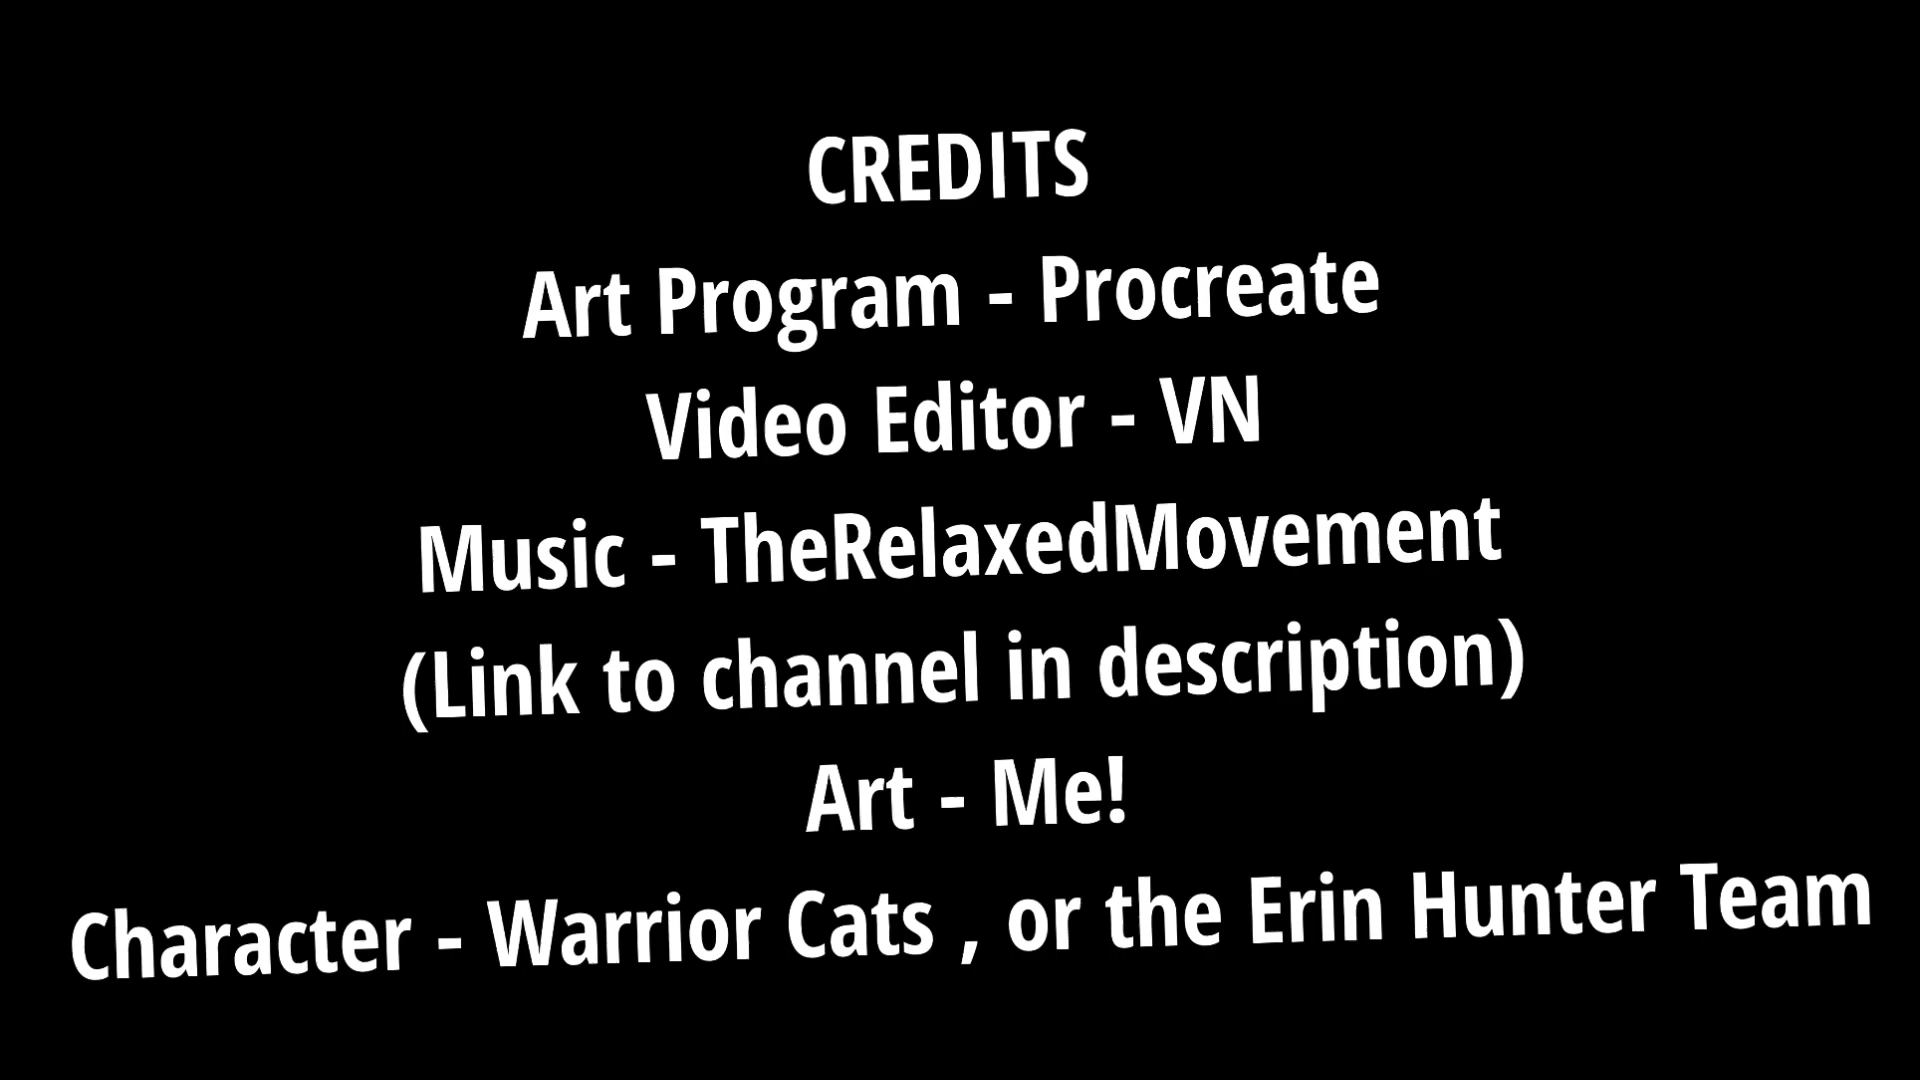 CREDITS
Art Program - Procreate
Video Editor - VN
Music - TheRelaxedMovement
(Link to channel in description)
Art - Me!
Character - Warrior Cats , or the Erin Hunter Team